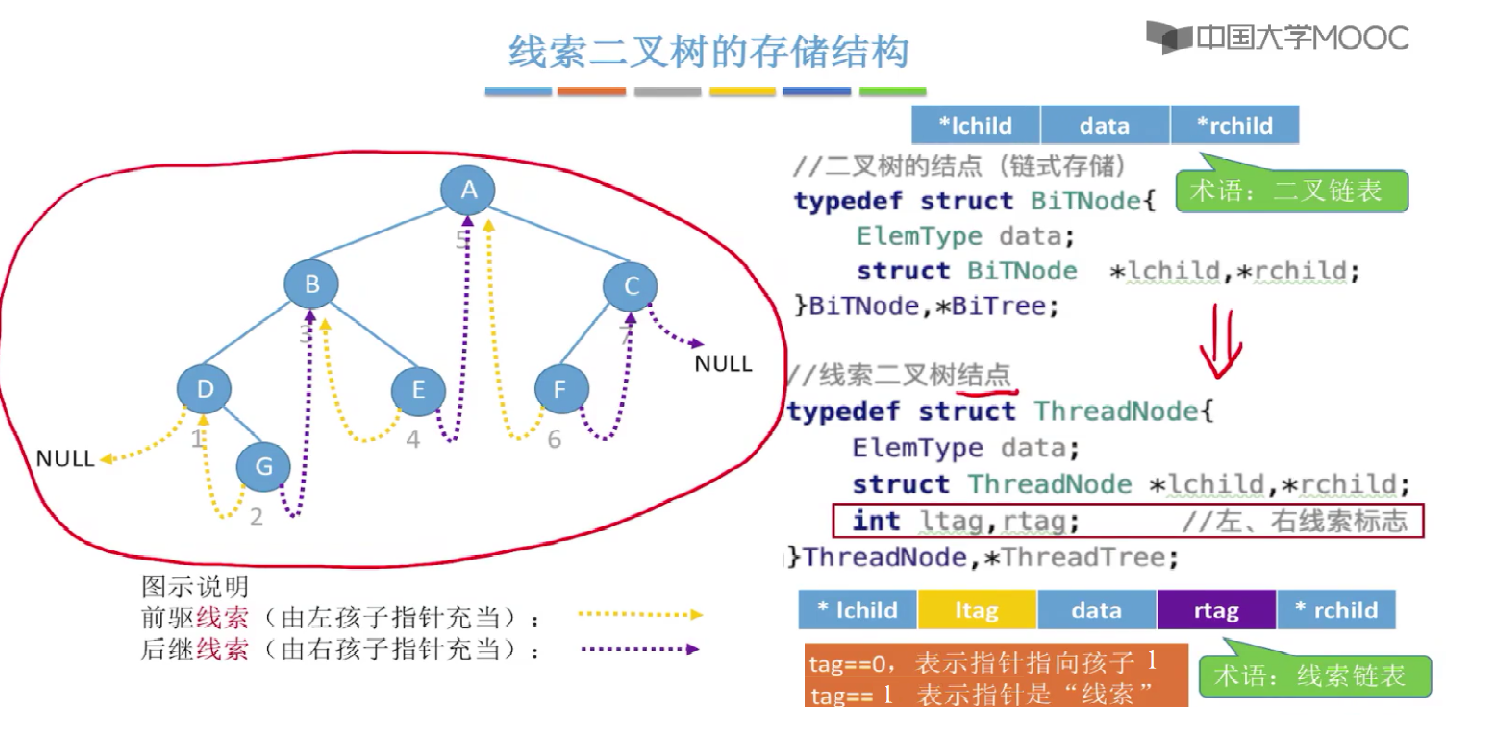 线索二叉树的存储结构
中国大学MOOC
A
5
B
3
C
7
NULL
D
1
E
4
F
6
NULL
G
2
图示说明
前驱线索（由左孩子指针充当）：
后继线索（由右孩子指针充当）：
*lchild data *rchild
//二叉树的结点（链式存储）
术语：二叉链表
typedef struct BiTNode{
ElemType data;
struct BiTNode *lchild,*rchild;
}BiTNode,*BiTree;
//线索二叉树结点
typedef struct ThreadNode{
ElemType data;
struct ThreadNode *lchild,*rchild;
int ltag,rtag; //左、右线索标志
}ThreadNode,*ThreadTree;
* lchild ltag data rtag * rchild
tag==0，表示指针指向孩子 1
tag== 1 表示指针是“线索”
术语：线索链表